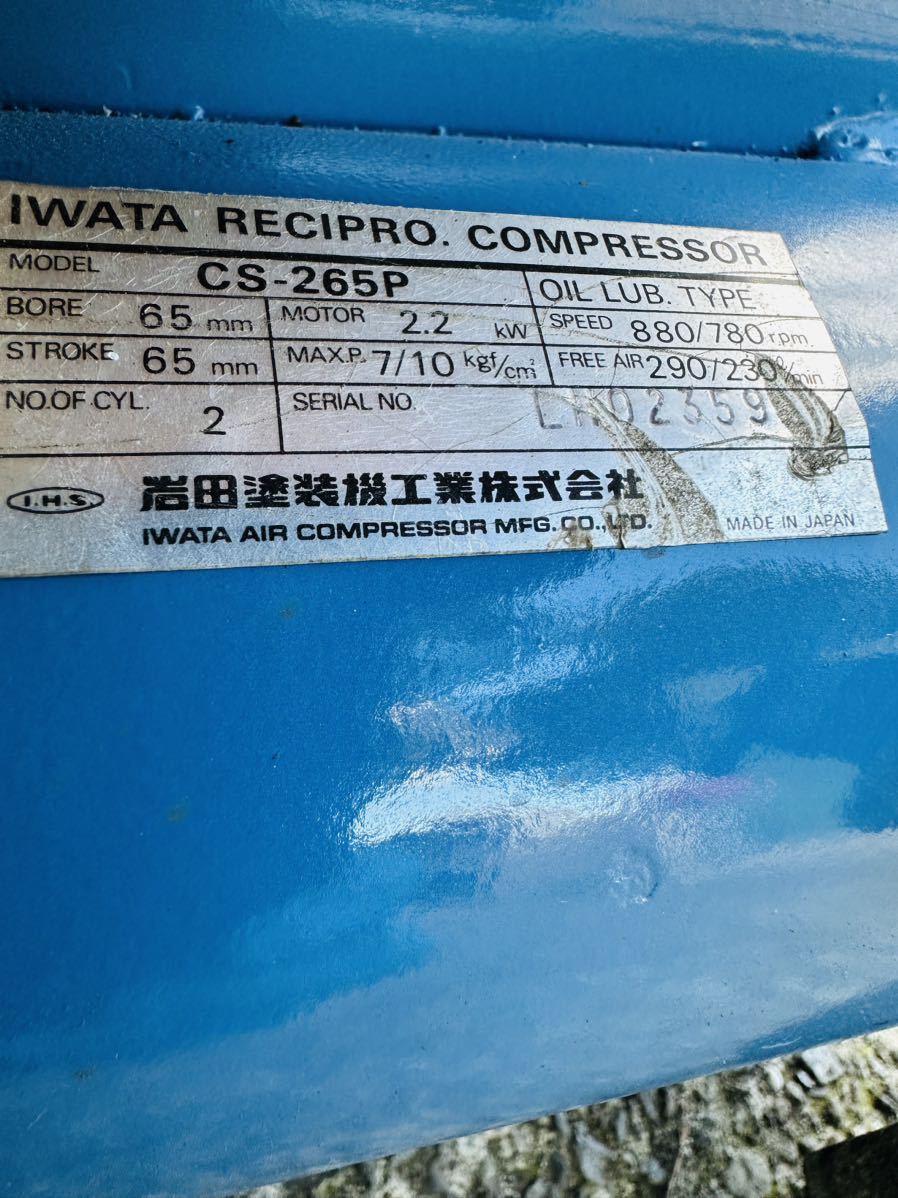 IWATA RECIPRO. COMPRESSOR
MODEL CS-265P OIL LUB. TYPE
BORE 65 mm MOTOR 2.2 kW SPEED 880/780 r.p.m.
STROKE 65 mm MAX.P. 7/10 kgf/cm² FREE AIR 290/230 ℓ/min
NO.OF CYL. 2 SERIAL NO.
I.H.S
岩田塗装機工業株式会社
IWATA AIR COMPRESSOR MFG. CO.,LTD. MADE IN JAPAN